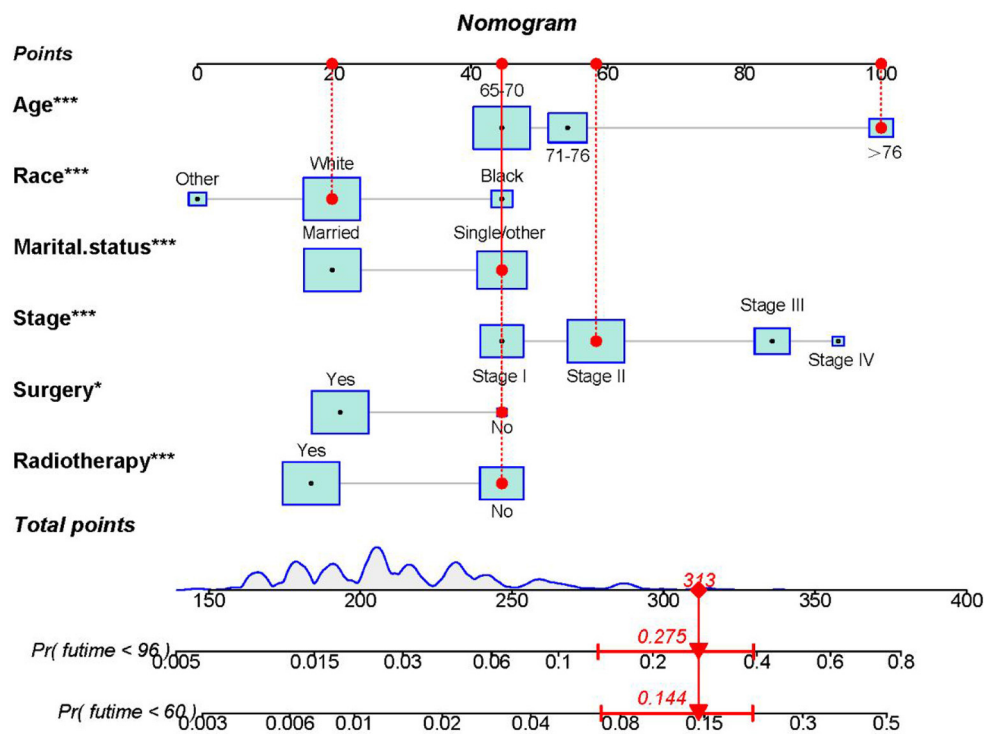 Nomogram
Points
0 20 40 60 80 100
65-70
Age***
71-76 >76
White
Other Black
Race***
Married Single/other
Marital.status***
Stage III
Stage***
Stage IV
Stage I Stage II
Yes
Surgery*
No
Yes
Radiotherapy***
No
Total points
313
150 200 250 300 350 400
0.275
Pr( futime < 96 )
0.005 0.015 0.03 0.06 0.1 0.2 0.4 0.6 0.8
0.144
Pr( futime < 60 )
0.003 0.006 0.01 0.02 0.04 0.08 0.15 0.3 0.5